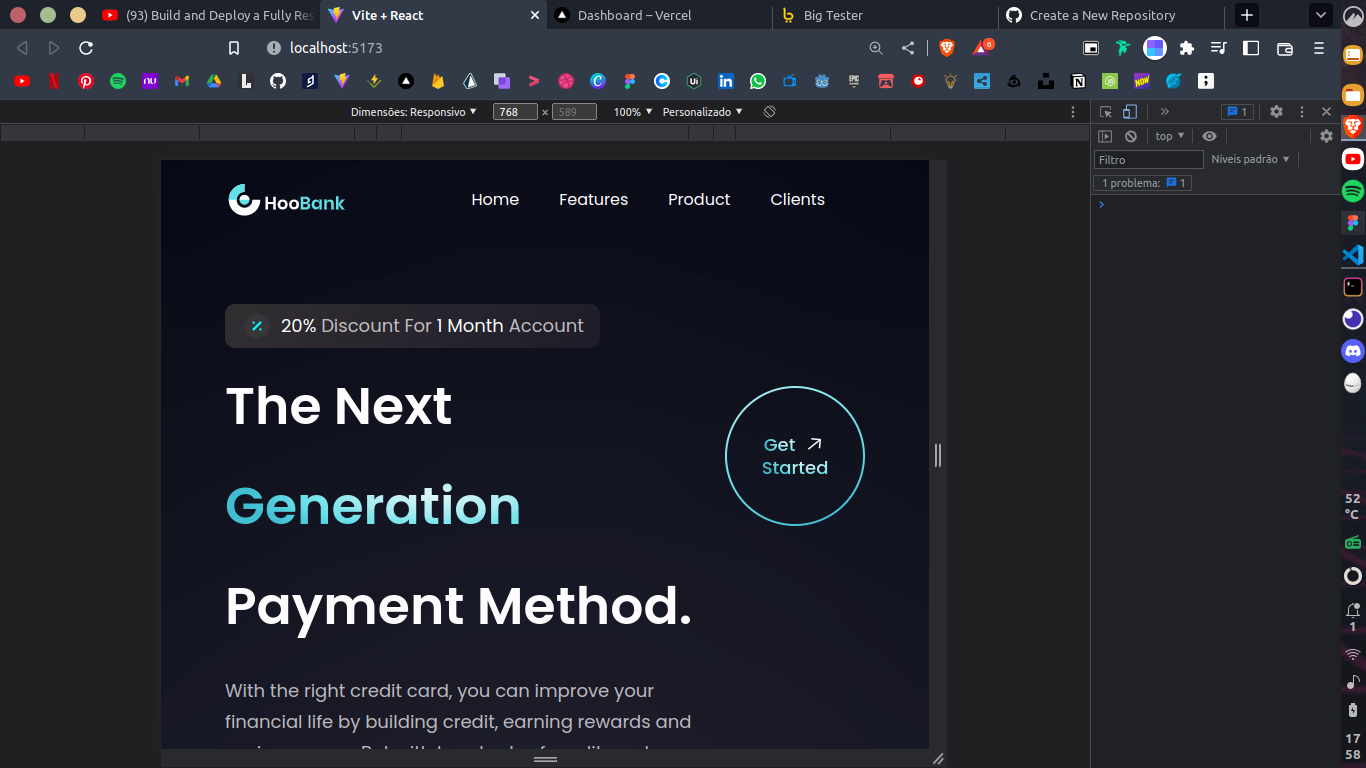 (93) Build and Deploy a Fully Res
Vite + React
Dashboard – Vercel
Big Tester
Create a New Repository
localhost:5173
6
Dimensões: Responsivo
768 × 589
100%
Personalizado
1
top
Filtro
Níveis padrão
1 problema: 1
HooBank
Home Features Product Clients
20% Discount For 1 Month Account
The Next
Get
Started
Generation
Payment Method.
With the right credit card, you can improve your
financial life by building credit, earning rewards and
52
°C
1
17
58